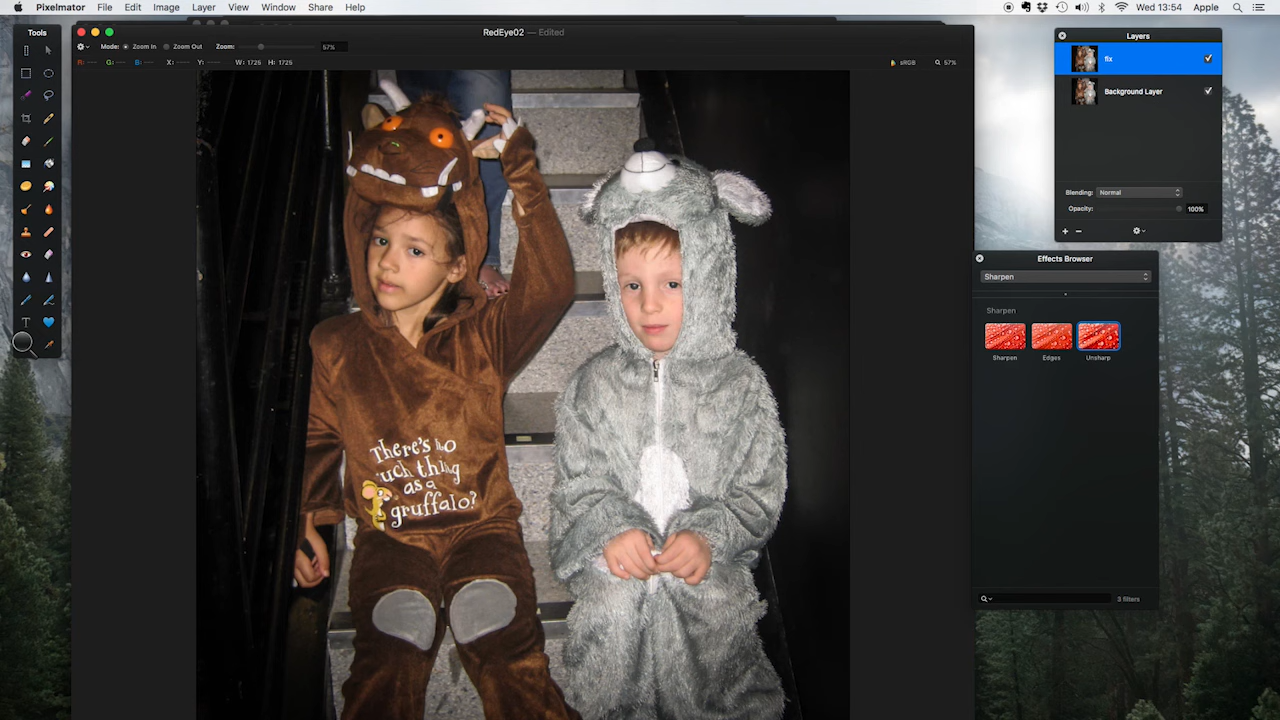 Pixelmator File Edit Image Layer View Window Share Help Wed 13:54 Apple
Tools
RedEye02 — Edited
Mode: Zoom In Zoom Out Zoom: 57%
R: G: B: X: Y: W: 1725 H: 1725 sRGB 57%
Layers
fix
Background Layer
Blending: Normal
Opacity: 100%
Effects Browser
Sharpen
Sharpen
Sharpen Edges Unsharp
3 filters
T
There's no
such thing
as a
gruffalo?